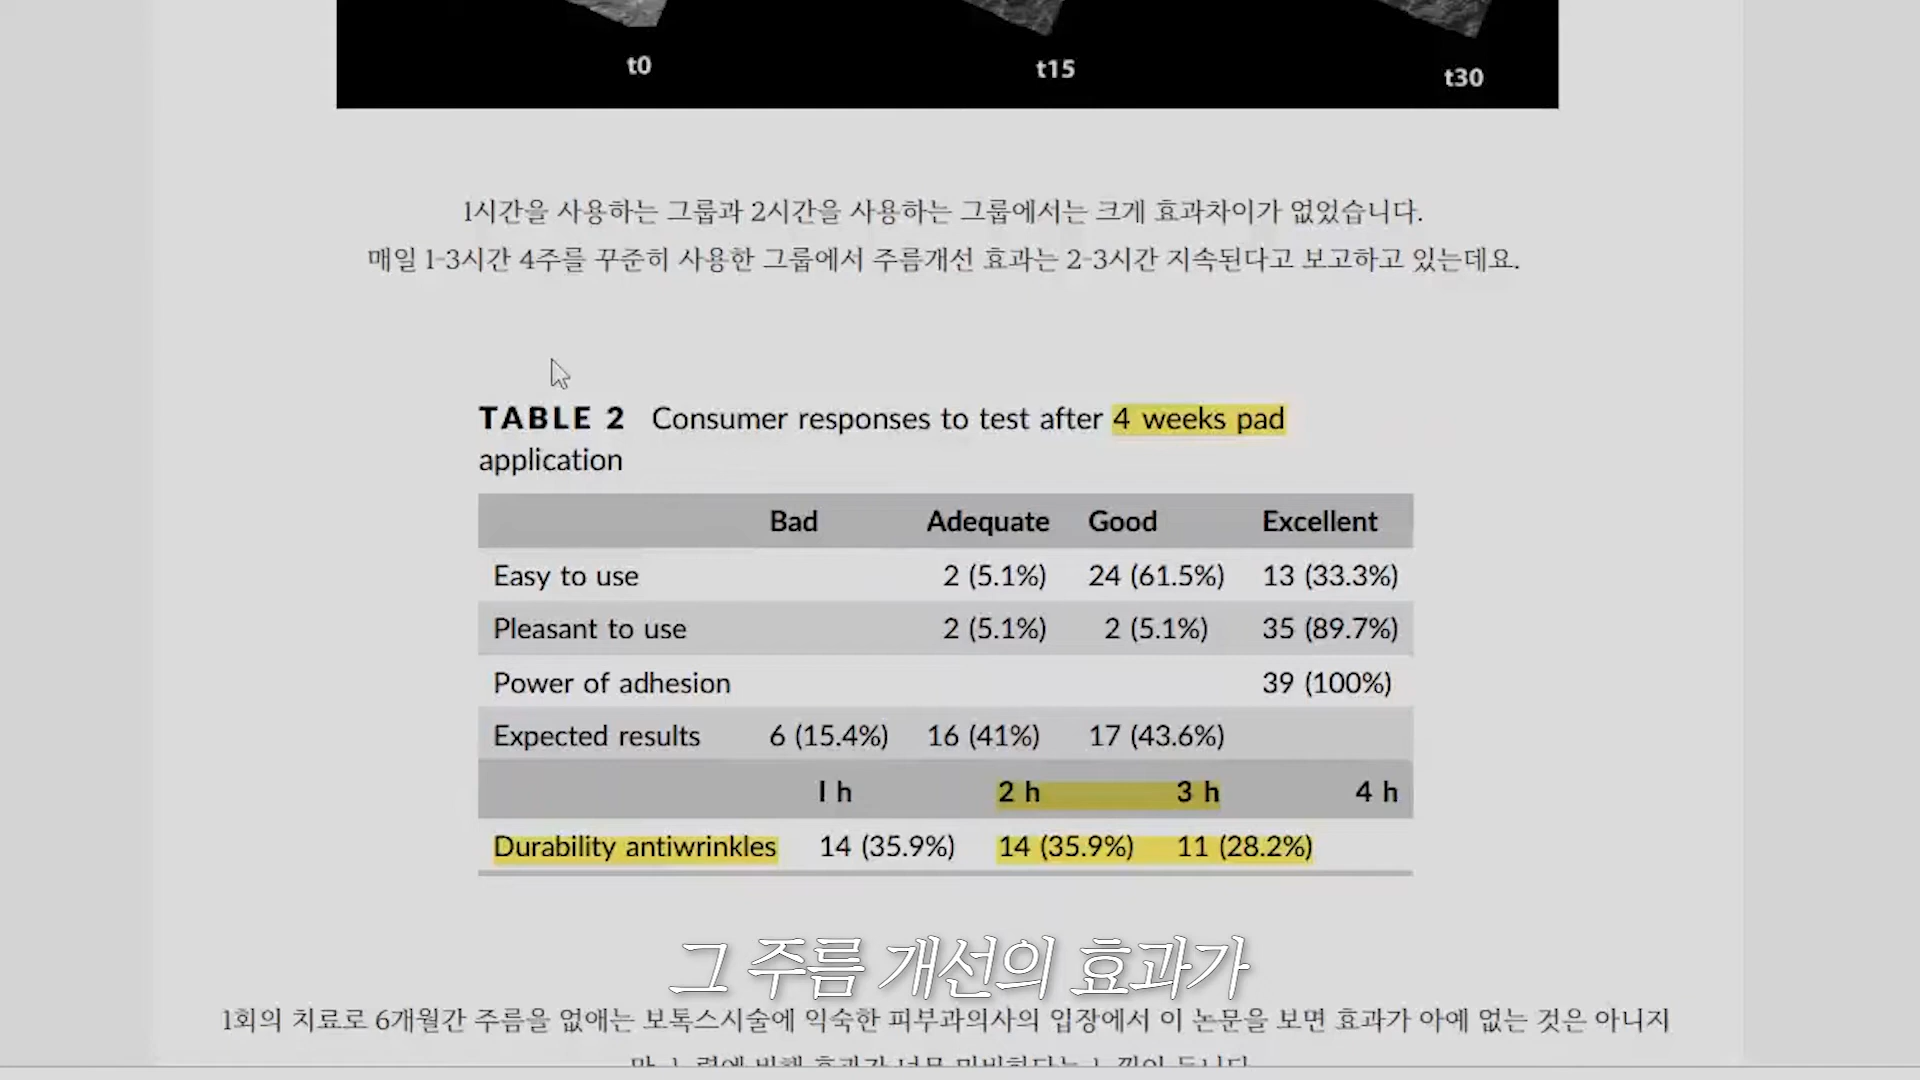 t0
t15
t30
1시간을 사용하는 그룹과 2시간을 사용하는 그룹에서는 크게 효과차이가 없었습니다.
매일 1-3시간 4주를 꾸준히 사용한 그룹에서 주름개선 효과는 2-3시간 지속된다고 보고하고 있는데요.
TABLE 2 Consumer responses to test after 4 weeks pad
application
Bad Adequate Good Excellent
Easy to use 2 (5.1%) 24 (61.5%) 13 (33.3%)
Pleasant to use 2 (5.1%) 2 (5.1%) 35 (89.7%)
Power of adhesion 39 (100%)
Expected results 6 (15.4%) 16 (41%) 17 (43.6%)
I h 2 h 3 h 4 h
Durability antiwrinkles 14 (35.9%) 14 (35.9%) 11 (28.2%)
그 주름 개선의 효과가
1회의 치료로 6개월간 주름을 없애는 보톡스시술에 익숙한 피부과의사의 입장에서 이 논문을 보면 효과가 아예 없는 것은 아니지